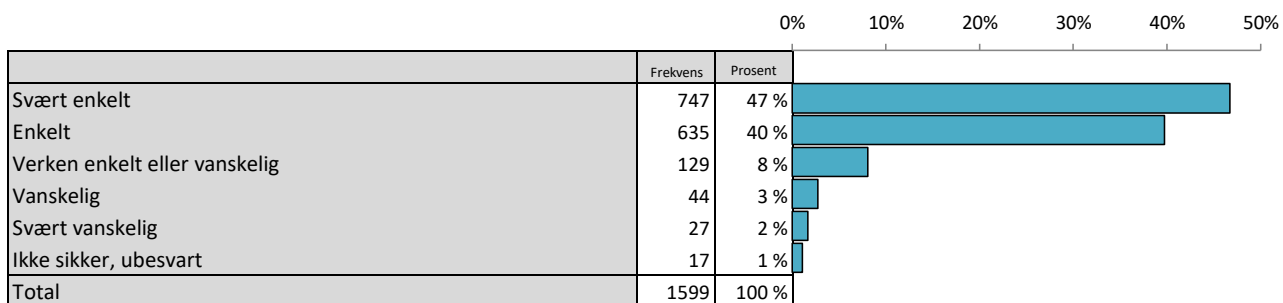 0% 10% 20% 30% 40% 50%
Frekvens Prosent
Svært enkelt 747 47 %
Enkelt 635 40 %
Verken enkelt eller vanskelig 129 8 %
Vanskelig 44 3 %
Svært vanskelig 27 2 %
Ikke sikker, ubesvart 17 1 %
Total 1599 100 %